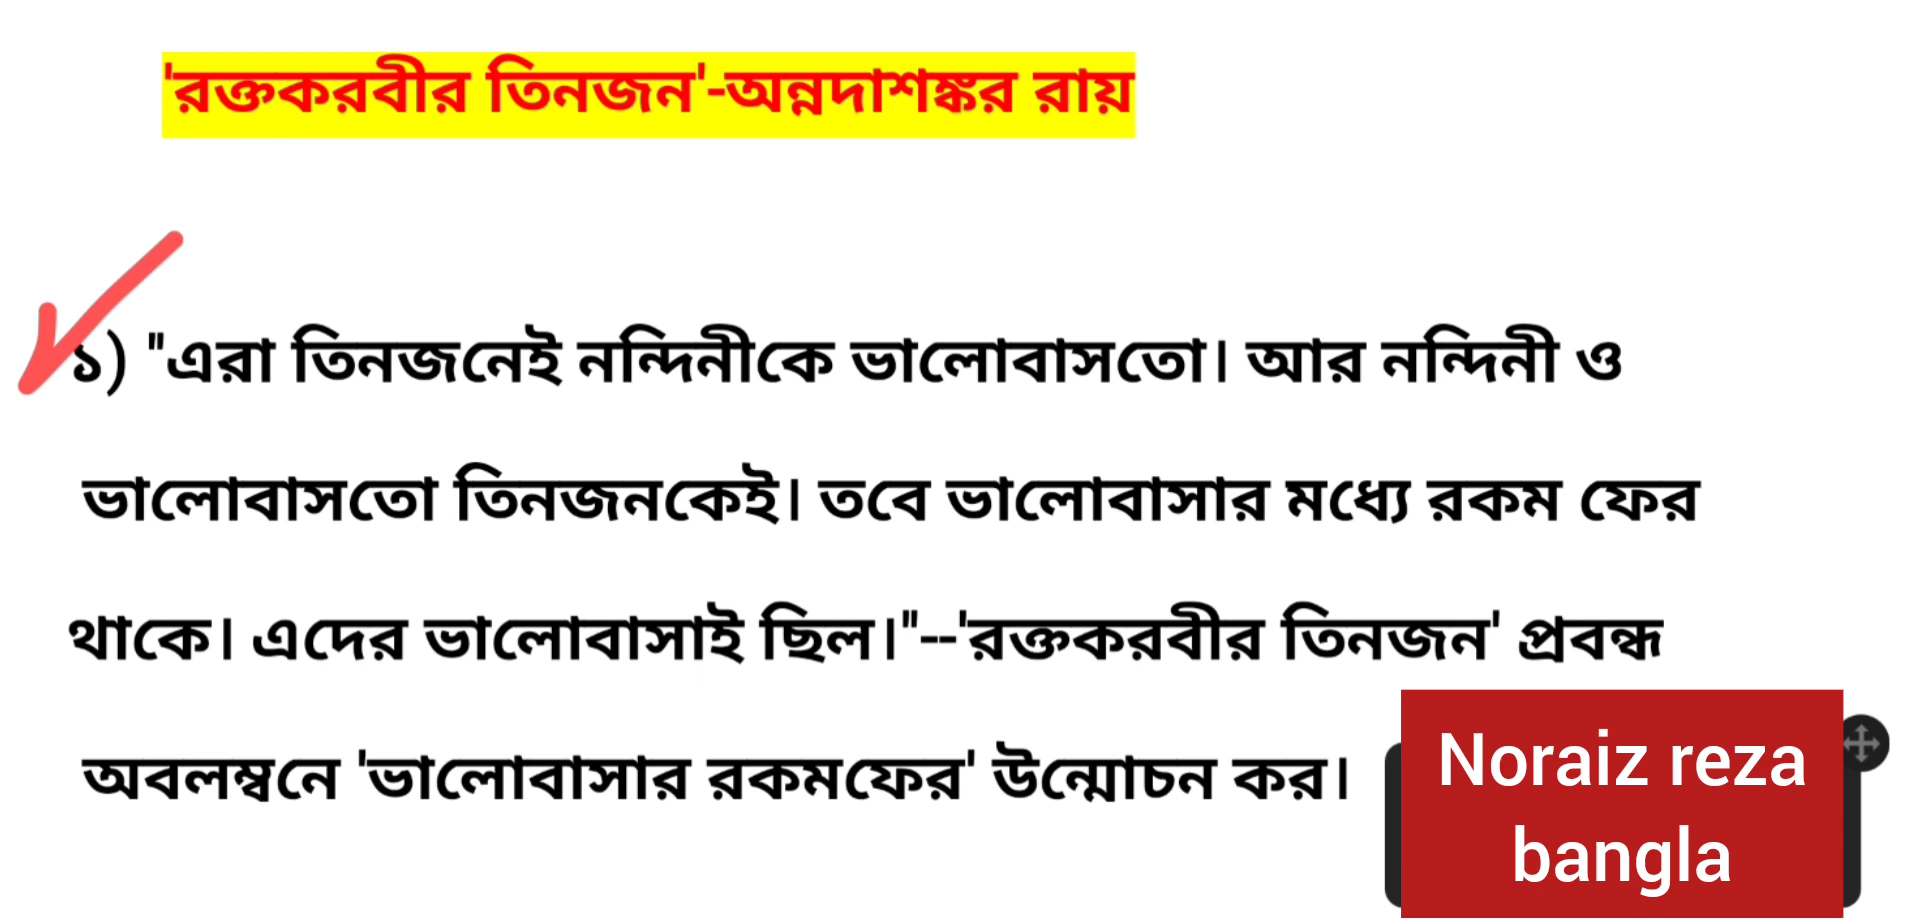 'রক্তকরবীর তিনজন'-অন্নদাশঙ্কর রায়
১) "এরা তিনজনেই নন্দিনীকে ভালোবাসতো। আর নন্দিনী ও
ভালোবাসতো তিনজনকেই। তবে ভালোবাসার মধ্যে রকম ফের
থাকে। এদের ভালোবাসাই ছিল।"--'রক্তকরবীর তিনজন' প্রবন্ধ
অবলম্বনে 'ভালোবাসার রকমফের' উন্মোচন কর।
Noraiz reza
bangla